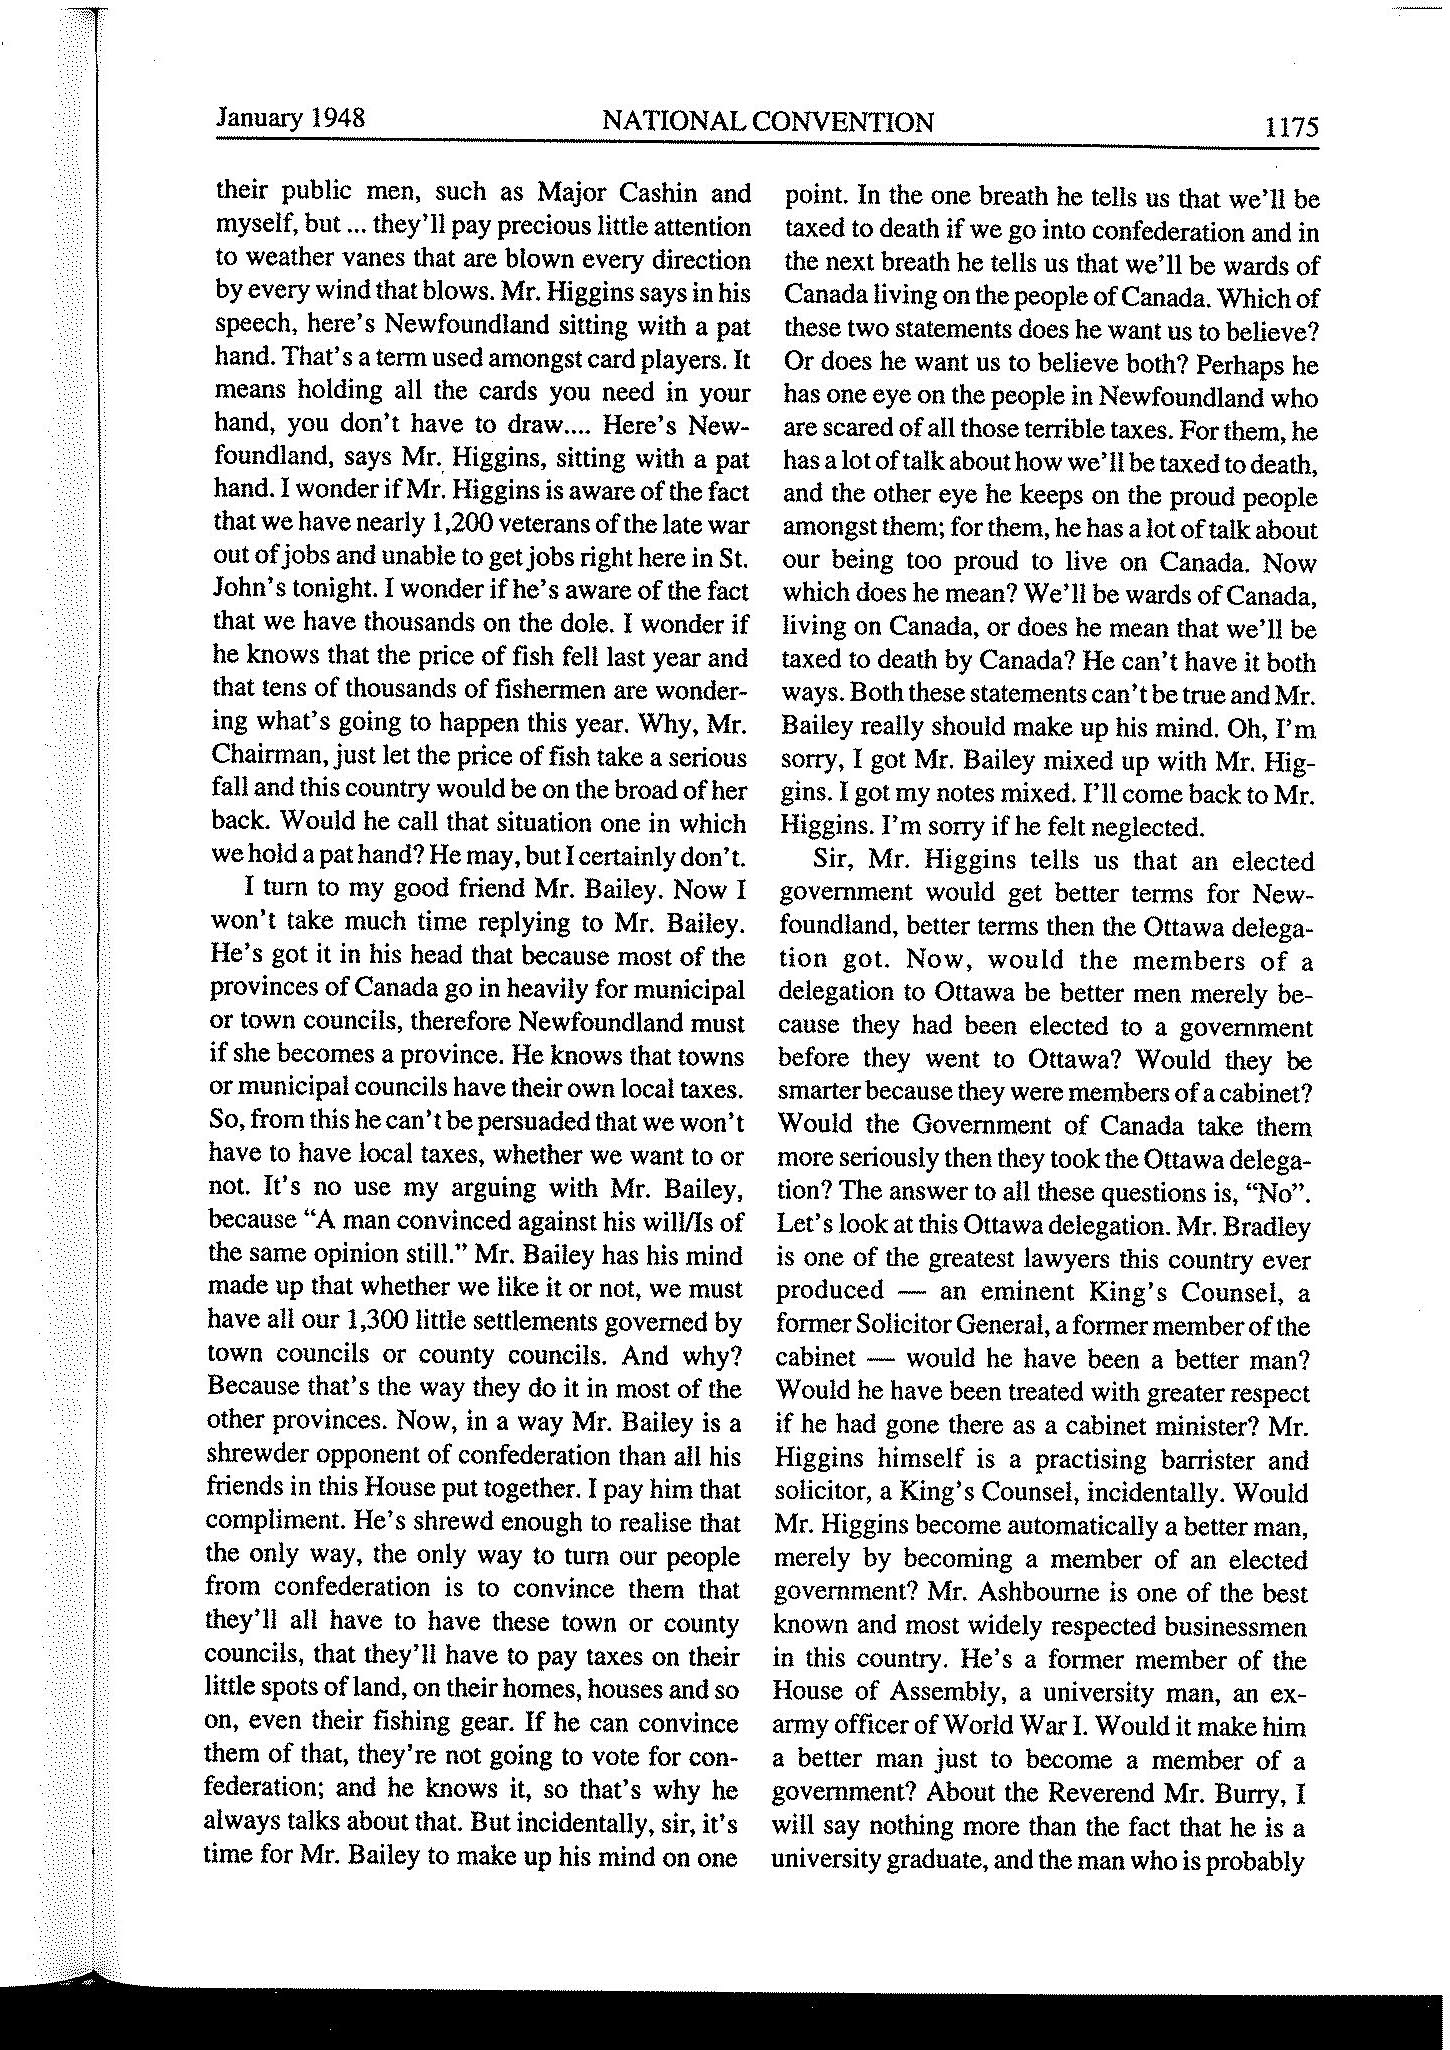 January 1948
NATIONAL CONVENTION
1175
their public men, such as Major Cashin and
myself, but ... they'll pay precious little attention
to weather vanes that are blown every direction
by every wind that blows. Mr. Higgins says in his
speech, here's Newfoundland sitting with a pat
hand. That's a term used amongst card players. It
means holding all the cards you need in your
hand, you don't have to draw.... Here's New-
foundland, says Mr. Higgins, sitting with a pat
hand. I wonder if Mr. Higgins is aware of the fact
that we have nearly 1,200 veterans of the late war
out of jobs and unable to get jobs right here in St.
John's tonight. I wonder if he's aware of the fact
that we have thousands on the dole. I wonder if
he knows that the price of fish fell last year and
that tens of thousands of fishermen are wonder-
ing what's going to happen this year. Why, Mr.
Chairman, just let the price of fish take a serious
fall and this country would be on the broad of her
back. Would he call that situation one in which
we hold a pat hand? He may, but I certainly don't.
I turn to my good friend Mr. Bailey. Now I
won't take much time replying to Mr. Bailey.
He's got it in his head that because most of the
provinces of Canada go in heavily for municipal
or town councils, therefore Newfoundland must
if she becomes a province. He knows that towns
or municipal councils have their own local taxes.
So, from this he can't be persuaded that we won't
have to have local taxes, whether we want to or
not. It's no use my arguing with Mr. Bailey,
because "A man convinced against his will/Is of
the same opinion still." Mr. Bailey has his mind
made up that whether we like it or not, we must
have all our 1,300 little settlements governed by
town councils or county councils. And why?
Because that's the way they do it in most of the
other provinces. Now, in a way Mr. Bailey is a
shrewder opponent of confederation than all his
friends in this House put together. I pay him that
compliment. He's shrewd enough to realise that
the only way, the only way to turn our people
from confederation is to convince them that
they'll all have to have these town or county
councils, that they'll have to pay taxes on their
little spots of land, on their homes, houses and so
on, even their fishing gear. If he can convince
them of that, they're not going to vote for con-
federation; and he knows it, so that's why he
always talks about that. But incidentally, sir, it's
time for Mr. Bailey to make up his mind on one
point. In the one breath he tells us that we'll be
taxed to death if we go into confederation and in
the next breath he tells us that we'll be wards of
Canada living on the people of Canada. Which of
these two statements does he want us to believe?
Or does he want us to believe both? Perhaps he
has one eye on the people in Newfoundland who
are scared of all those terrible taxes. For them, he
has a lot of talk about how we'll be taxed to death,
and the other eye he keeps on the proud people
amongst them; for them, he has a lot of talk about
our being too proud to live on Canada. Now
which does he mean? We'll be wards of Canada,
living on Canada, or does he mean that we'll be
taxed to death by Canada? He can't have it both
ways. Both these statements can't be true and Mr.
Bailey really should make up his mind. Oh, I'm
sorry, I got Mr. Bailey mixed up with Mr. Hig-
gins. I got my notes mixed. I'll come back to Mr.
Higgins. I'm sorry if he felt neglected.
Sir, Mr. Higgins tells us that an elected
government would get better terms for New-
foundland, better terms then the Ottawa delega-
tion got. Now, would the members of a
delegation to Ottawa be better men merely be-
cause they had been elected to a government
before they went to Ottawa? Would they be
smarter because they were members of a cabinet?
Would the Government of Canada take them
more seriously then they took the Ottawa delega-
tion? The answer to all these questions is, "No".
Let's look at this Ottawa delegation. Mr. Bradley
is one of the greatest lawyers this country ever
produced — an eminent King's Counsel, a
former Solicitor General, a former member of the
cabinet — would he have been a better man?
Would he have been treated with greater respect
if he had gone there as a cabinet minister? Mr.
Higgins himself is a practising barrister and
solicitor, a King's Counsel, incidentally. Would
Mr. Higgins become automatically a better man,
merely by becoming a member of an elected
government? Mr. Ashbourne is one of the best
known and most widely respected businessmen
in this country. He's a former member of the
House of Assembly, a university man, an ex-
army officer of World War I. Would it make him
a better man just to become a member of a
government? About the Reverend Mr. Burry, I
will say nothing more than the fact that he is a
university graduate, and the man who is probably